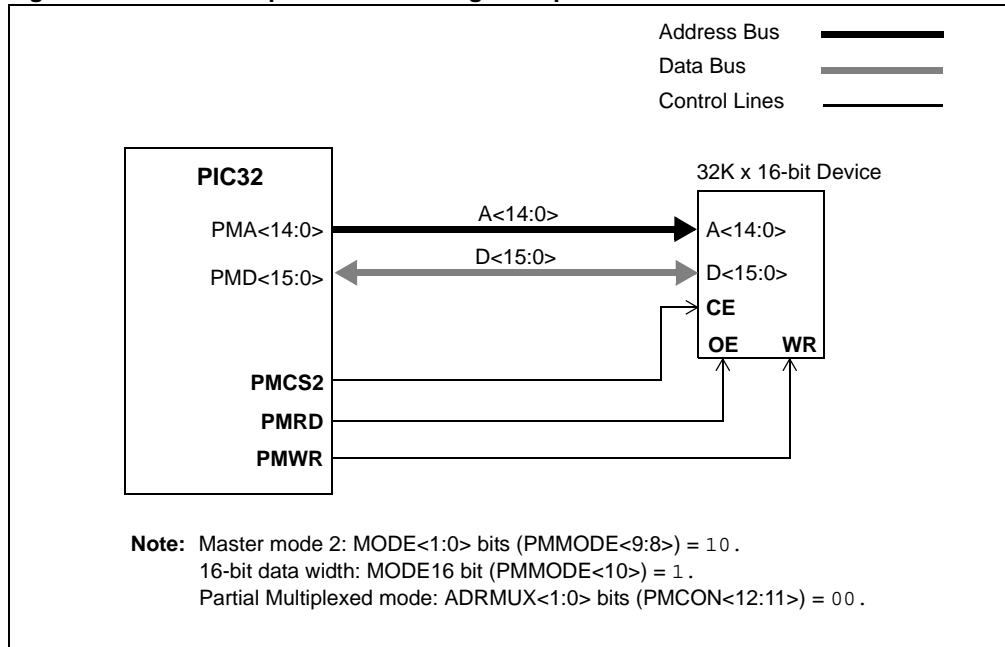 Address Bus
Data Bus
Control Lines
PIC32
32K x 16-bit Device
PMA<14:0>
A<14:0>
A<14:0>
PMD<15:0>
D<15:0>
D<15:0>
CE
OE WR
PMCS2
PMRD
PMWR
Note: Master mode 2: MODE<1:0> bits (PMMODE<9:8>) = 10.
16-bit data width: MODE16 bit (PMMODE<10>) = 1.
Partial Multiplexed mode: ADRMUX<1:0> bits (PMCON<12:11>) = 00.